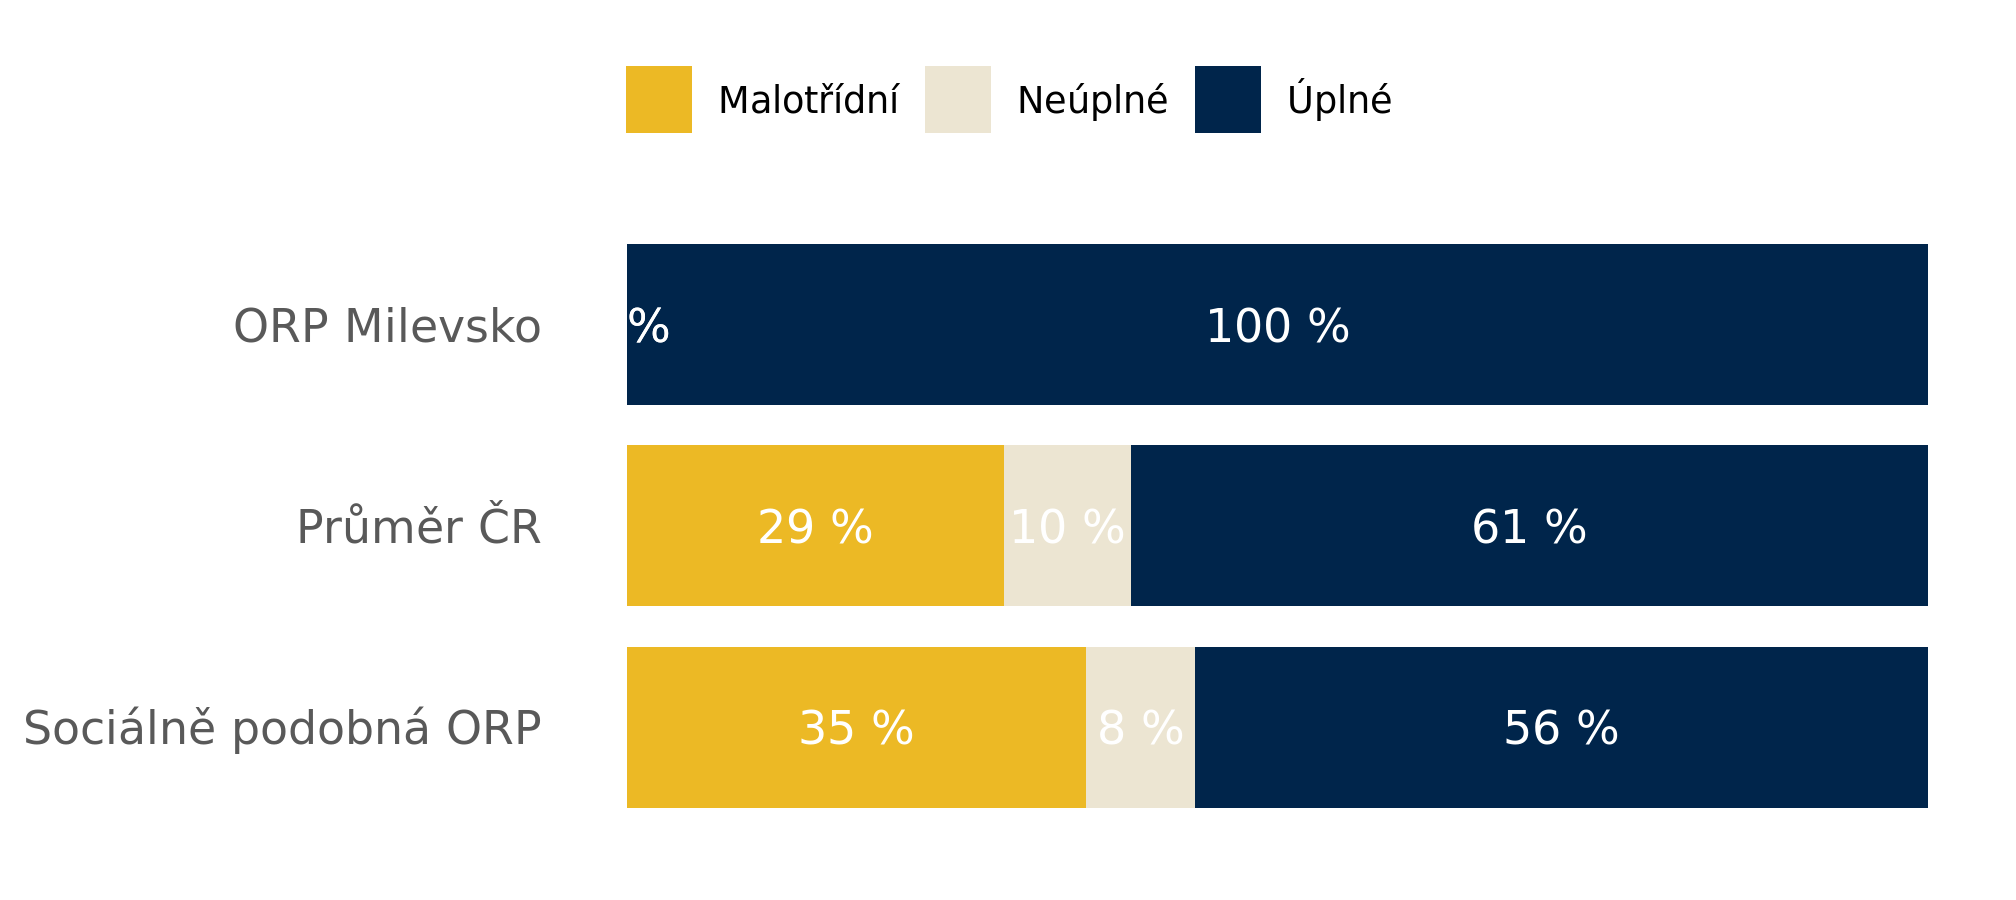 Malotřídní Neúplné Úplné
ORP Milevsko % 100 %
Průměr ČR 29 % 10 % 61 %
Sociálně podobná ORP 35 % 8 % 56 %